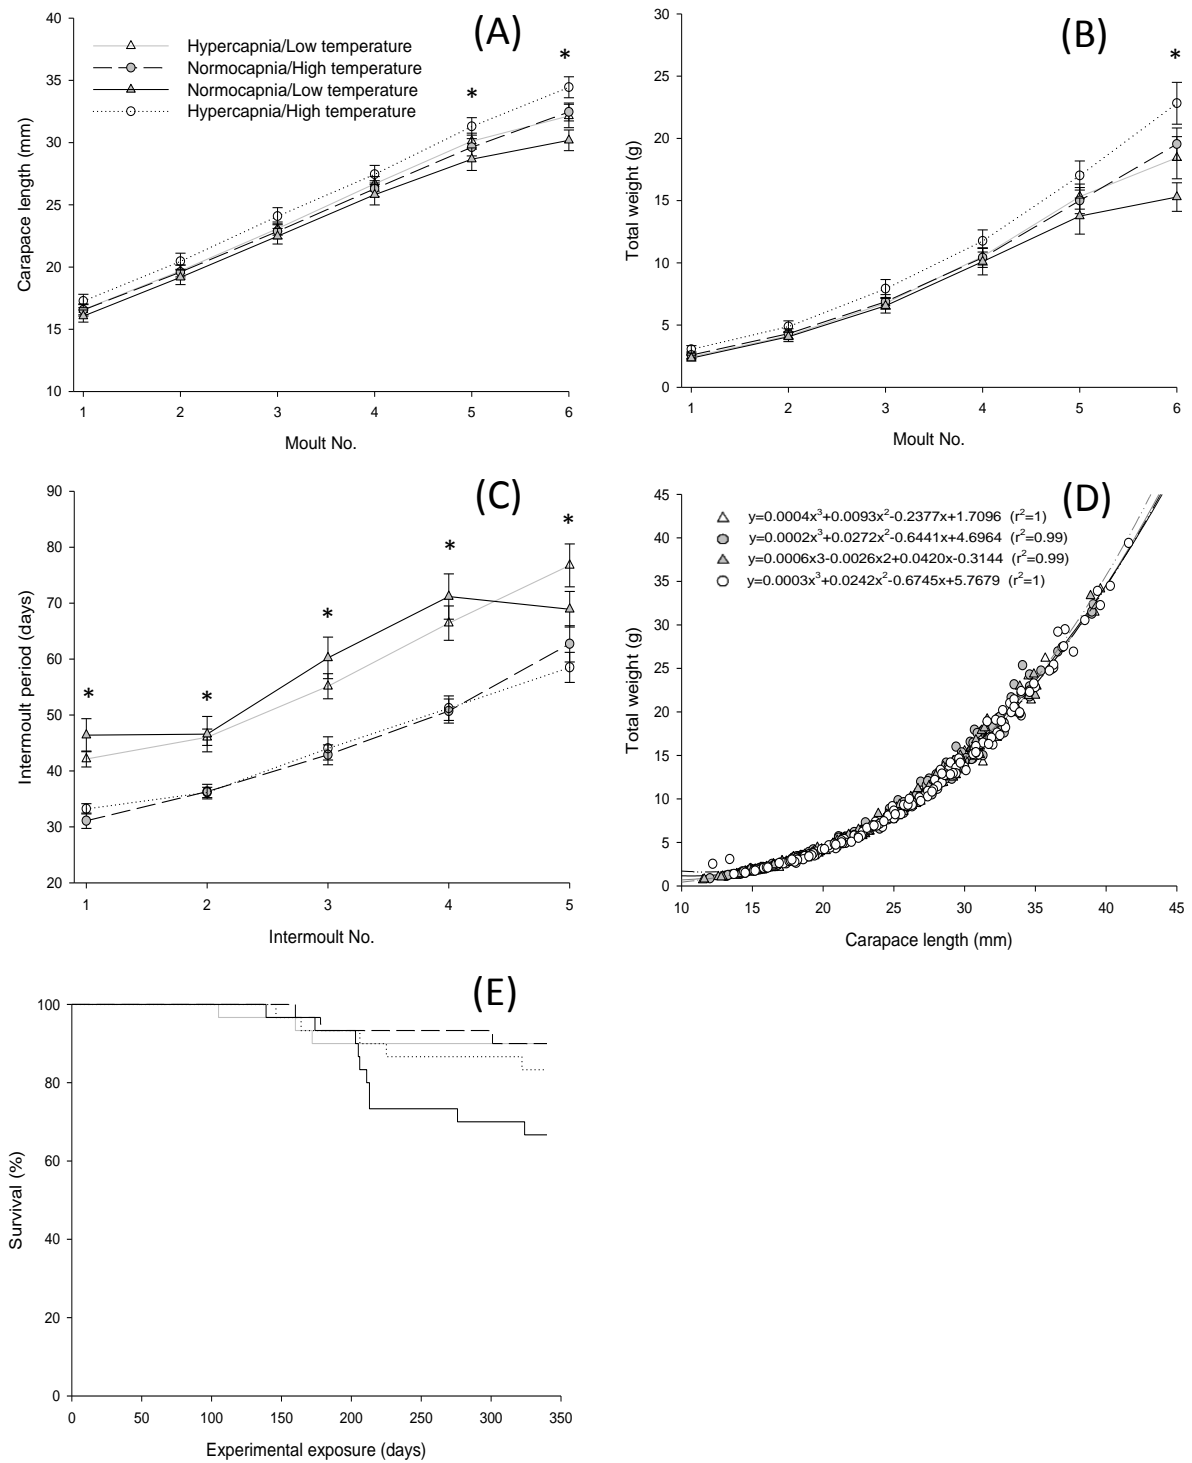 (A)
40
35
30
25
20
15
10
Carapace length (mm)
Hypercapnia/Low temperature
Normocapnia/High temperature
Normocapnia/Low temperature
Hypercapnia/High temperature
*
*
1 2 3 4 5 6
Moult No.
(B)
30
25
20
15
10
5
0
Total weight (g)
*
1 2 3 4 5 6
Moult No.
(C)
90
80
70
60
50
40
30
20
Intermoult period (days)
*
*
*
*
*
1 2 3 4 5
Intermoult No.
(D)
45
40
35
30
25
20
15
10
5
0
Total weight (g)
y=0.0004x³+0.0093x²-0.2377x+1.7096 (r²=1)
y=0.0002x³+0.0272x²-0.6441x+4.6964 (r²=0.99)
y=0.0006x3-0.0026x2+0.0420x-0.3144 (r²=0.99)
y=0.0003x³+0.0242x²-0.6745x+5.7679 (r²=1)
10 15 20 25 30 35 40 45
Carapace length (mm)
(E)
100
80
60
40
20
0
Survival (%)
0 50 100 150 200 250 300 350
Experimental exposure (days)